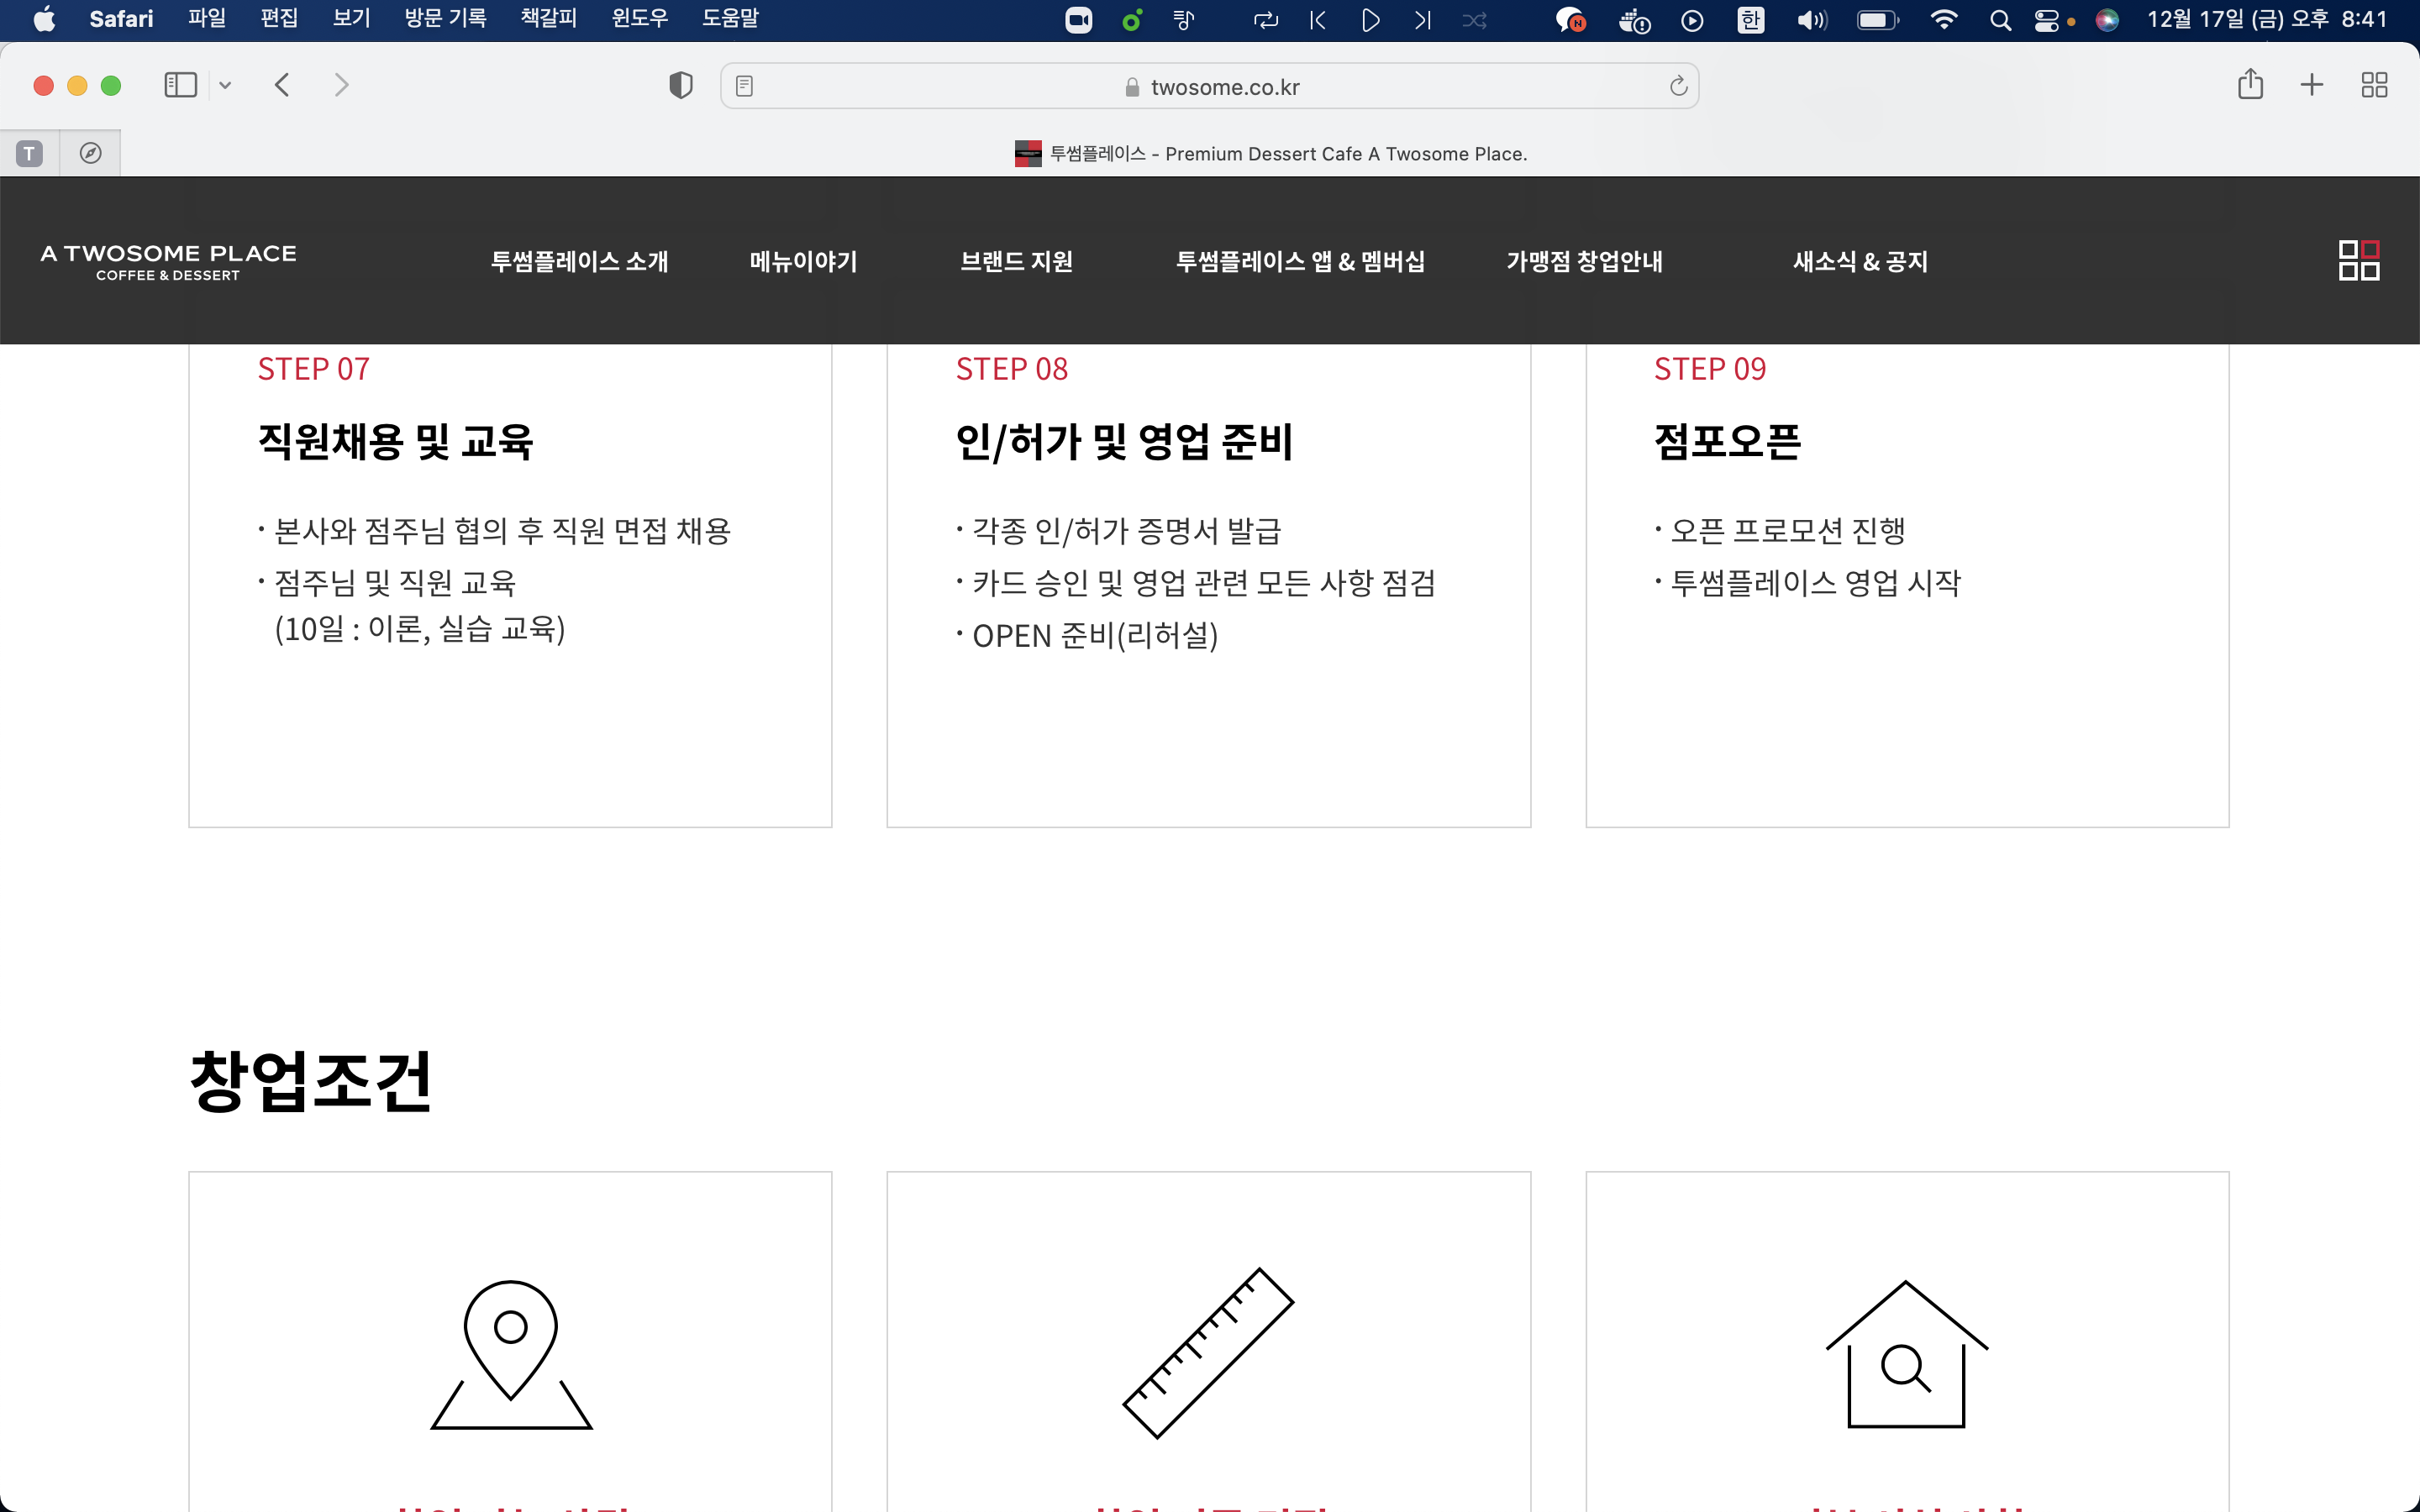 Safari 파일 편집 보기 방문 기록 책갈피 윈도우 도움말 한 12월 17일 (금) 오후 8:41
twosome.co.kr
T 투썸플레이스 - Premium Dessert Cafe A Twosome Place.
A TWOSOME PLACE
COFFEE & DESSERT
투썸플레이스 소개 메뉴이야기 브랜드 지원 투썸플레이스 앱 & 멤버십 가맹점 창업안내 새소식 & 공지
STEP 07
직원채용 및 교육
· 본사와 점주님 협의 후 직원 면접 채용
· 점주님 및 직원 교육
(10일 : 이론, 실습 교육)
STEP 08
인/허가 및 영업 준비
· 각종 인/허가 증명서 발급
· 카드 승인 및 영업 관련 모든 사항 점검
· OPEN 준비(리허설)
STEP 09
점포오픈
· 오픈 프로모션 진행
· 투썸플레이스 영업 시작
창업조건